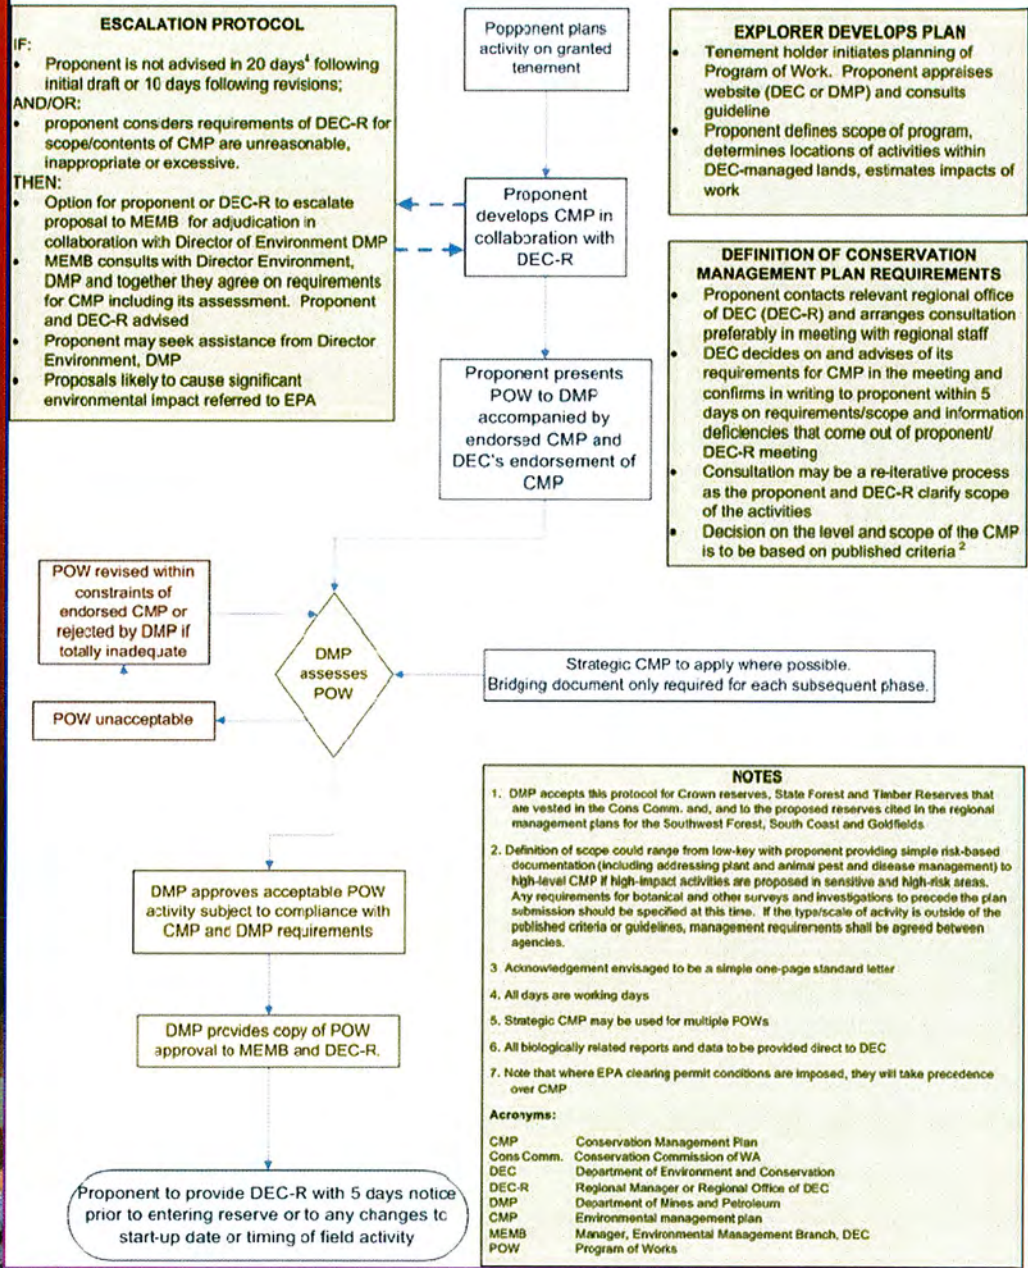 ESCALATION PROTOCOL
IF:
• Proponent is not advised in 20 days⁴ following
initial draft or 10 days following revisions;
AND/OR:
• proponent considers requirements of DEC-R for
scope/contents of CMP are unreasonable,
inappropriate or excessive.
THEN:
• Option for proponent or DEC-R to escalate
proposal to MEMB for adjudication in
collaboration with Director of Environment DMP
• MEMB consults with Director Environment,
DMP and together they agree on requirements
for CMP including its assessment. Proponent
and DEC-R advised
• Proponent may seek assistance from Director
Environment, DMP
• Proposals likely to cause significant
environmental impact referred to EPA
Popponent plans
activity on granted
tenement
EXPLORER DEVELOPS PLAN
• Tenement holder initiates planning of
Program of Work. Proponent appraises
website (DEC or DMP) and consults
guideline
• Proponent defines scope of program,
determines locations of activities within
DEC-managed lands, estimates impacts of
work
Proponent
develops CMP in
collaboration with
DEC-R
DEFINITION OF CONSERVATION
MANAGEMENT PLAN REQUIREMENTS
• Proponent contacts relevant regional office
of DEC (DEC-R) and arranges consultation
preferably in meeting with regional staff
• DEC decides on and advises of its
requirements for CMP in the meeting and
confirms in writing to proponent within 5
days on requirements/scope and information
deficiencies that come out of proponent/
DEC-R meeting
• Consultation may be a re-iterative process
as the proponent and DEC-R clarify scope
of the activities
• Decision on the level and scope of the CMP
is to be based on published criteria ²
Proponent presents
POW to DMP
accompanied by
endorsed CMP and
DEC's endorsement of
CMP
POW revised within
constraints of
endorsed CMP or
rejected by DMP if
totally inadequate
DMP
assesses
POW
Strategic CMP to apply where possible.
Bridging document only required for each subsequent phase.
POW unacceptable
DMP approves acceptable POW
activity subject to compliance with
CMP and DMP requirements
DMP provides copy of POW
approval to MEMB and DEC-R.
Proponent to provide DEC-R with 5 days notice
prior to entering reserve or to any changes to
start-up date or timing of field activity
NOTES
1. DMP accepts this protocol for Crown reserves, State Forest and Timber Reserves that
are vested in the Cons Comm. and, and to the proposed reserves cited in the regional
management plans for the Southwest Forest, South Coast and Goldfields
2. Definition of scope could range from low-key with proponent providing simple risk-based
documentation (including addressing plant and animal pest and disease management) to
high-level CMP if high-impact activities are proposed in sensitive and high-risk areas.
Any requirements for botanical and other surveys and investigations to precede the plan
submission should be specified at this time. If the type/scale of activity is outside of the
published criteria or guidelines, management requirements shall be agreed between
agencies.
3. Acknowledgement envisaged to be a simple one-page standard letter
4. All days are working days
5. Strategic CMP may be used for multiple POWs
6. All biologically related reports and data to be provided direct to DEC
7. Note that where EPA clearing permit conditions are imposed, they will take precedence
over CMP
Acronyms:
CMP Conservation Management Plan
Cons Comm. Conservation Commission of WA
DEC Department of Environment and Conservation
DEC-R Regional Manager or Regional Office of DEC
DMP Department of Mines and Petroleum
CMP Environmental management plan
MEMB Manager, Environmental Management Branch, DEC
POW Program of Works